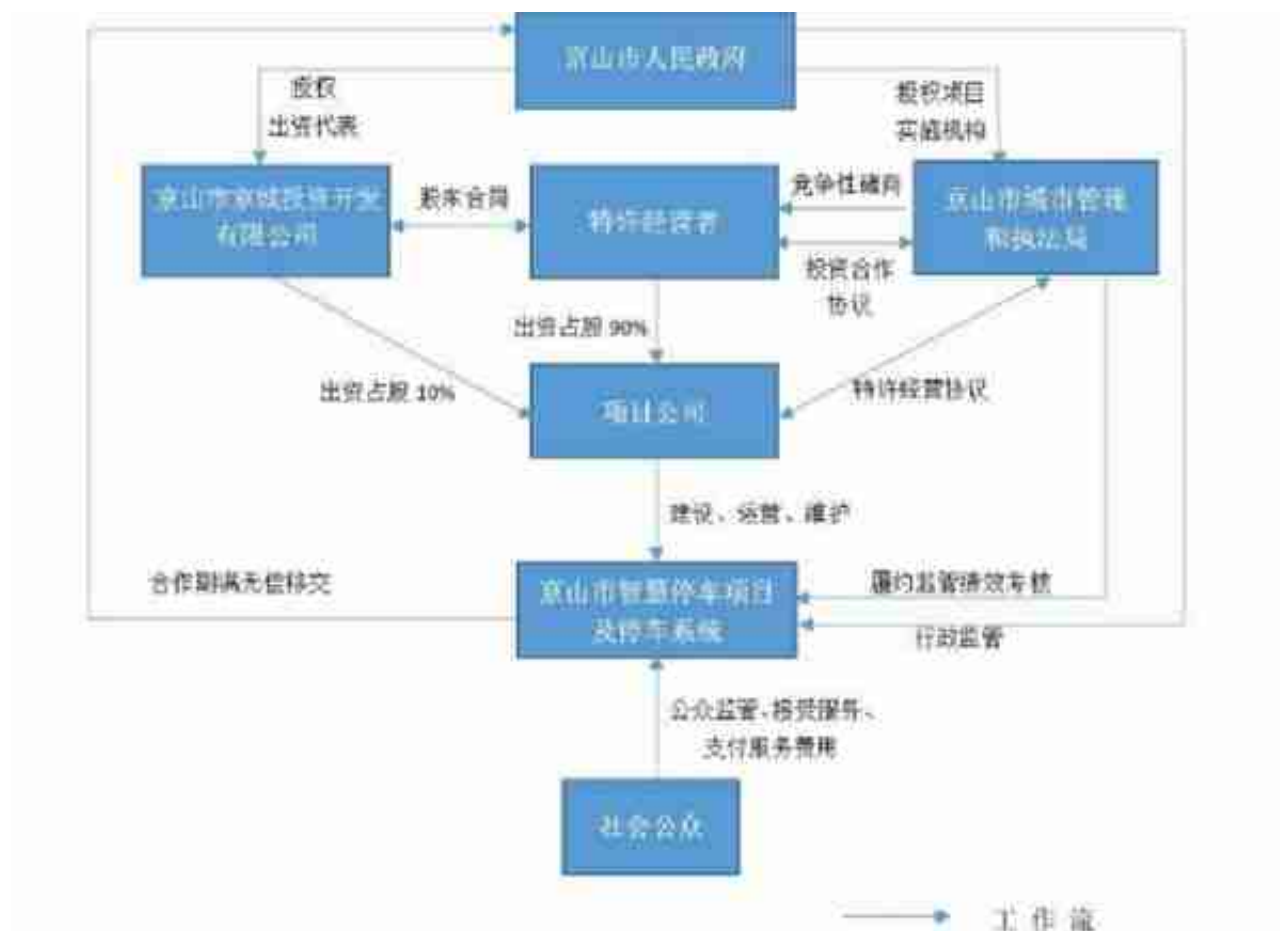 京山市人民政府
授权
出资代表
授权项目
实施机构
京山市京城投资开发
有限公司
股东合同
特许经营者
竞争性磋商
投资合作
协议
京山市城市管理
和执法局
出资占股 90%
出资占股 10%
特许经营协议
项目公司
建设、运营、维护
合作期满无偿移交
京山市智慧停车项目
及停车系统
履约监管绩效考核
行政监管
公众监管、接受服务、
支付服务费用
社会公众
工作流